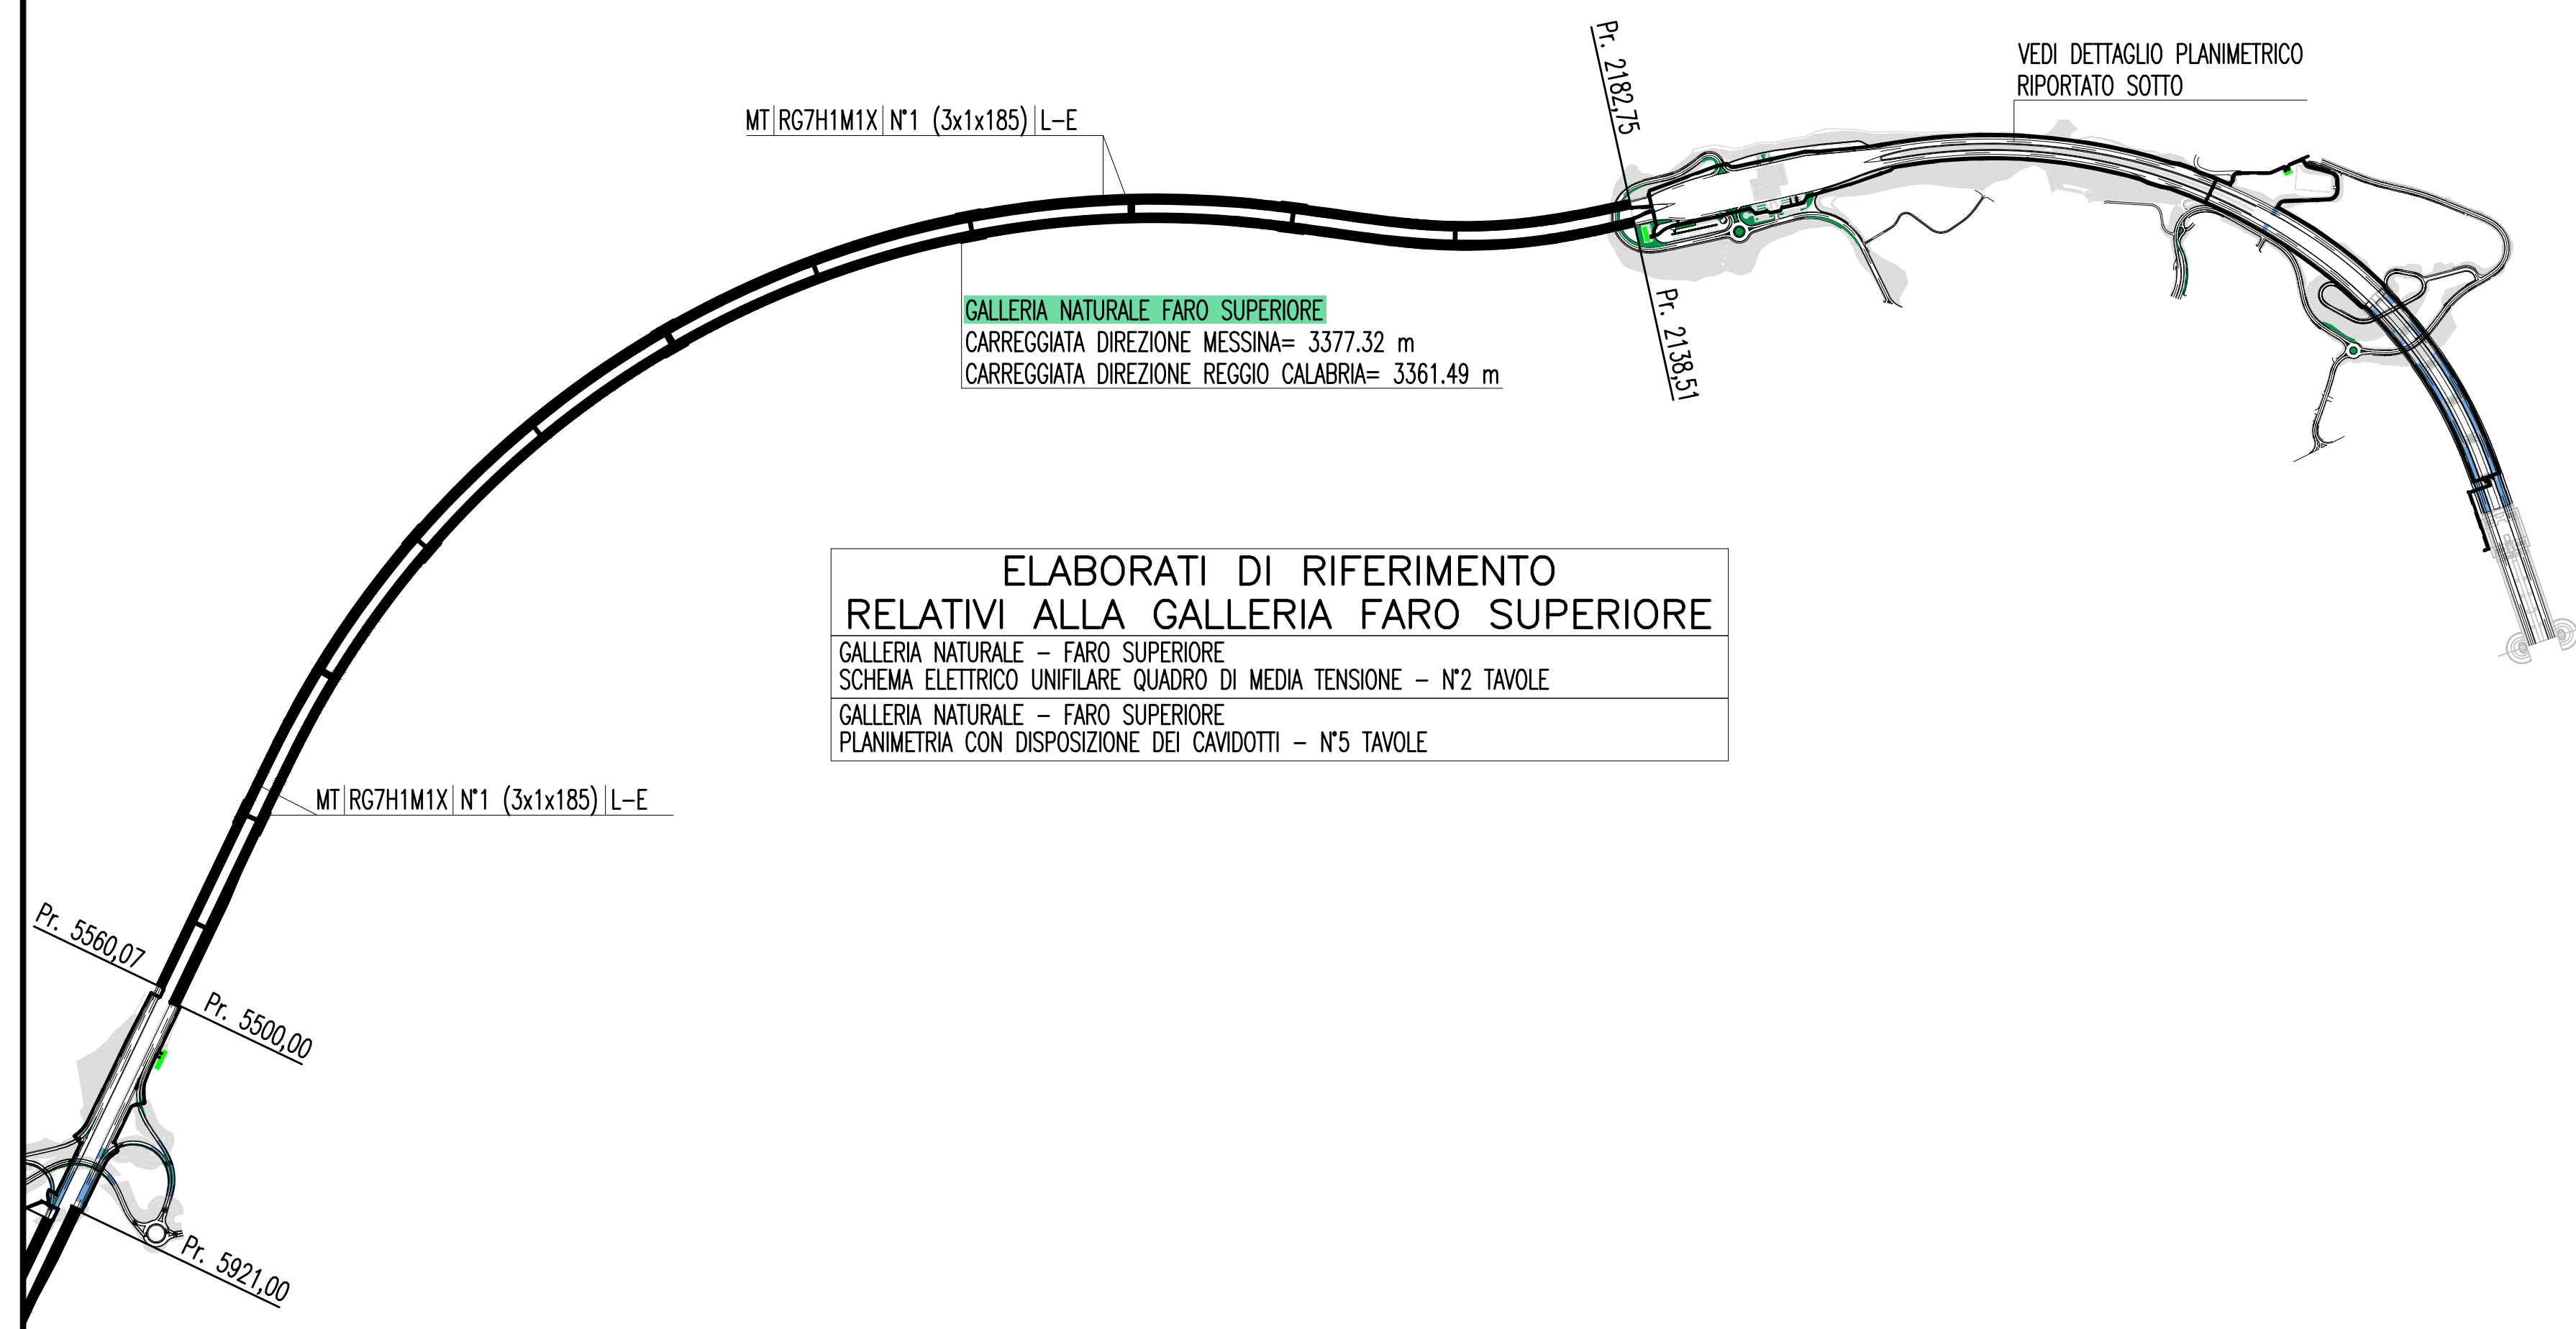 Pr. 2182,75
VEDI DETTAGLIO PLANIMETRICO
RIPORTATO SOTTO
MT RG7H1M1X N°1 (3x1x185) L-E
GALLERIA NATURALE FARO SUPERIORE
CARREGGIATA DIREZIONE MESSINA= 3377.32 m
CARREGGIATA DIREZIONE REGGIO CALABRIA= 3361.49 m
Pr. 2138,51
ELABORATI DI RIFERIMENTO
RELATIVI ALLA GALLERIA FARO SUPERIORE
GALLERIA NATURALE - FARO SUPERIORE
SCHEMA ELETTRICO UNIFILARE QUADRO DI MEDIA TENSIONE - N°2 TAVOLE
GALLERIA NATURALE - FARO SUPERIORE
PLANIMETRIA CON DISPOSIZIONE DEI CAVIDOTTI - N°5 TAVOLE
MT RG7H1M1X N°1 (3x1x185) L-E
Pr. 5560,07
Pr. 5500,00
Pr. 5921,00